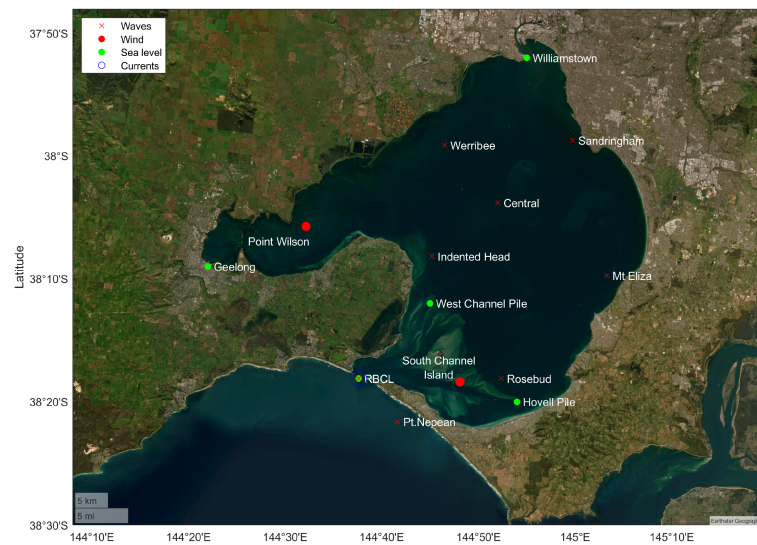 37°50'S
Waves
Wind
Sea level
Currents
Williamstown
38°S
Werribee
Sandringham
Central
Point Wilson
Latitude
Indented Head
Geelong
38°10'S
Mt Eliza
West Channel Pile
South Channel
Island
RBCL
Rosebud
38°20'S
Hovell Pile
Pt.Nepean
5 km
5 mi
Earthstar Geograph
38°30'S
144°10'E
144°20'E
144°30'E
144°40'E
144°50'E
145°E
145°10'E